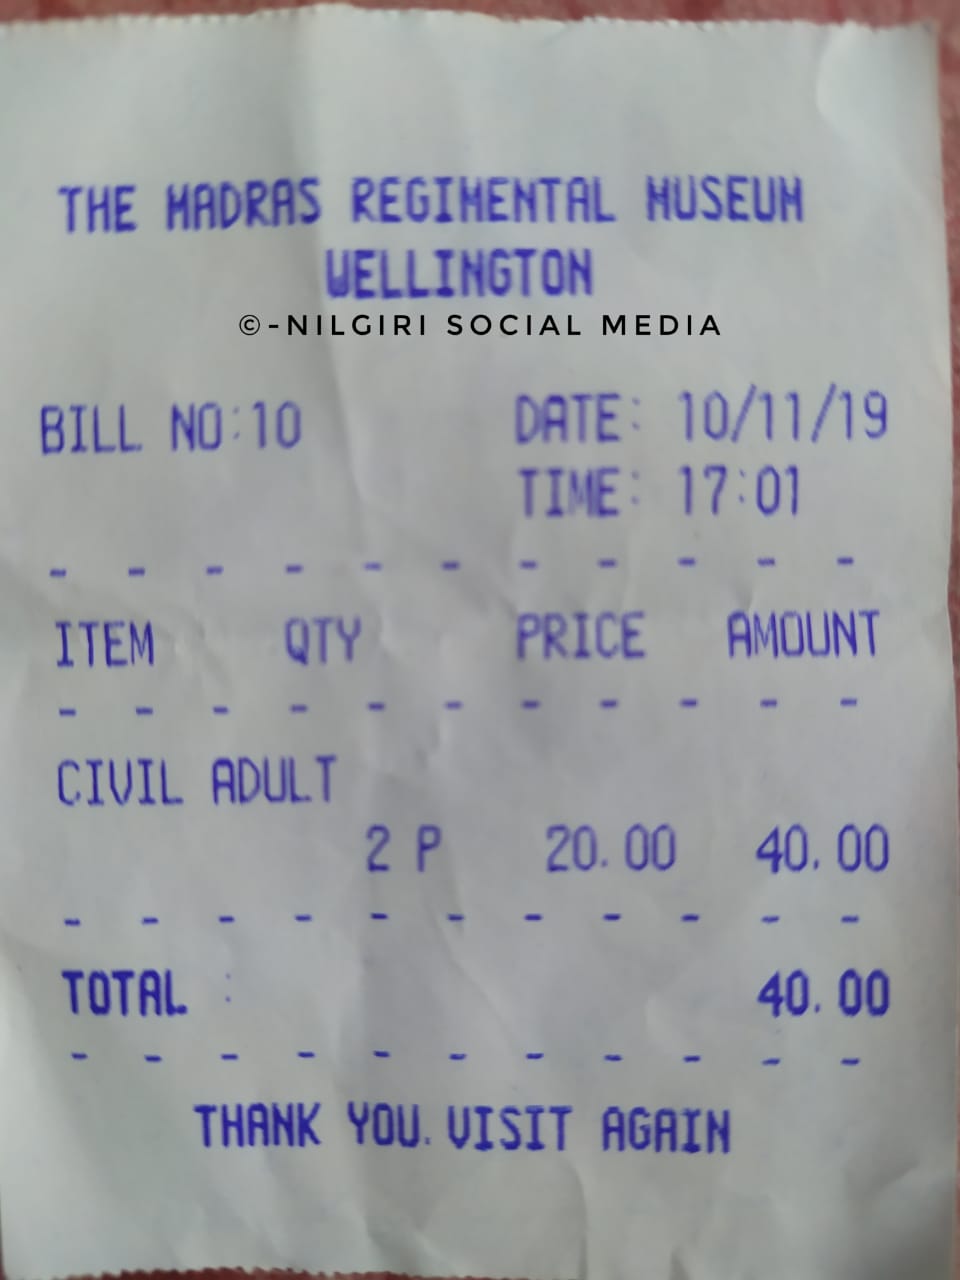 THE MADRAS REGIMENTAL MUSEUM
WELLINGTON
©-NILGIRI SOCIAL MEDIA
BILL NO:10 DATE: 10/11/19
TIME: 17:01
- - - - - - - - - - -
ITEM QTY PRICE AMOUNT
- - - - - - - - - - -
CIVIL ADULT
2 P 20.00 40.00
- - - - - - - - - - -
TOTAL : 40.00
- - - - - - - - - - -
THANK YOU. VISIT AGAIN